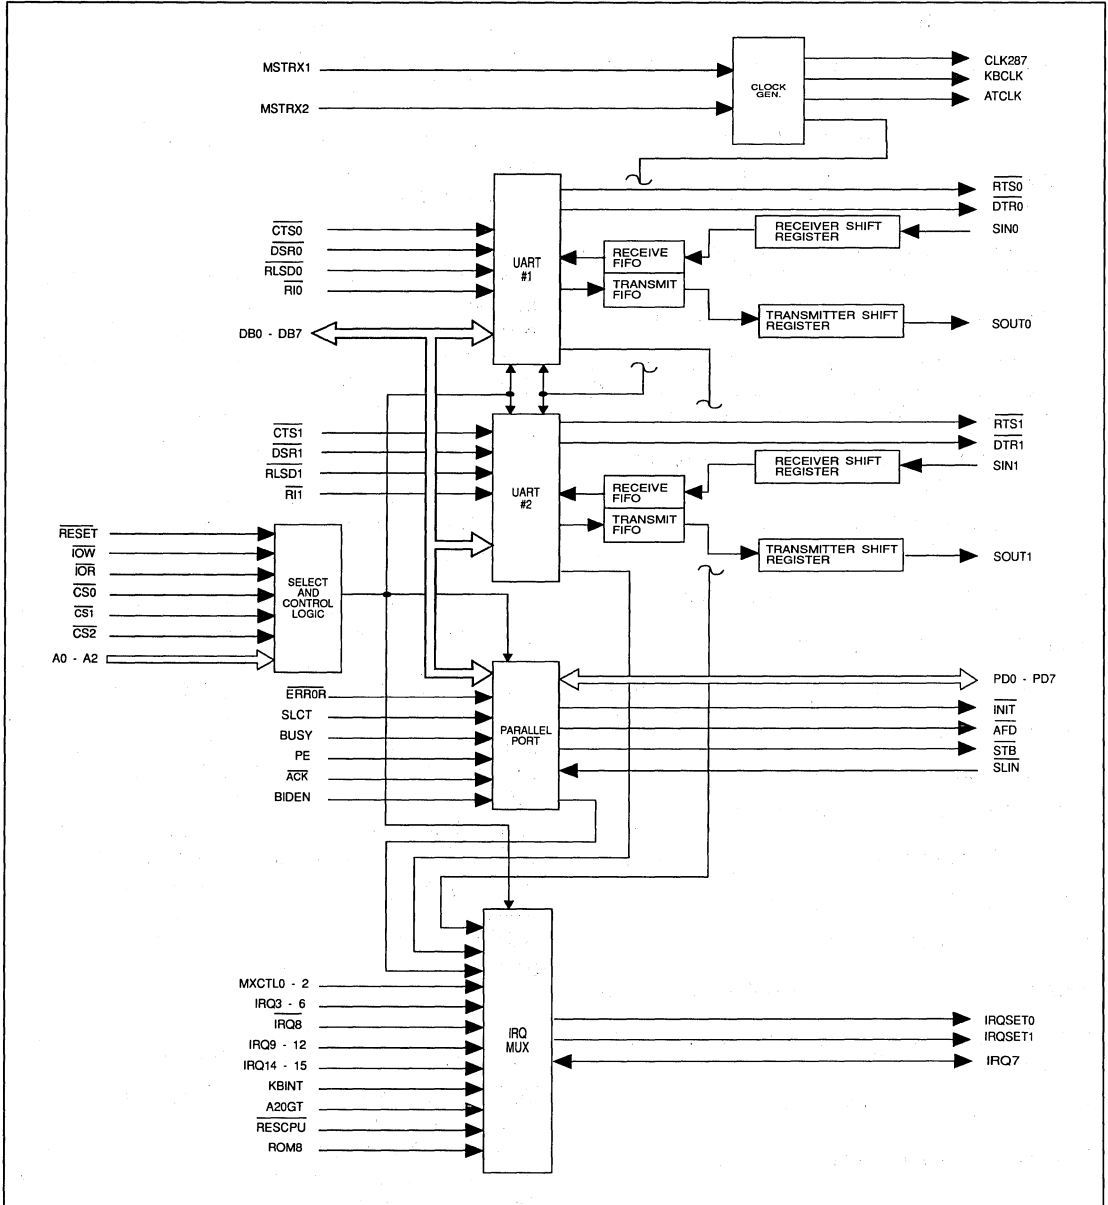 MSTRX1
MSTRX2
CLOCK
GEN.
CLK287
KBCLK
ATCLK
UART
#1
RTS0
DTR0
SIN0
RECEIVER SHIFT
REGISTER
RECEIVE
FIFO
TRANSMIT
FIFO
TRANSMITTER SHIFT
REGISTER
SOUT0
CTS0
DSR0
RLSD0
RI0
DB0 - DB7
CTS1
DSR1
RLSD1
RI1
UART
#2
RTS1
DTR1
SIN1
RECEIVER SHIFT
REGISTER
RECEIVE
FIFO
TRANSMIT
FIFO
TRANSMITTER SHIFT
REGISTER
SOUT1
RESET
IOW
IOR
CS0
CS1
CS2
A0 - A2
SELECT
AND
CONTROL
LOGIC
ERR0R
SLCT
BUSY
PE
ACK
BIDEN
PARALLEL
PORT
PD0 - PD7
INIT
AFD
STB
SLIN
MXCTL0 - 2
IRQ3 - 6
IRQ8
IRQ9 - 12
IRQ14 - 15
KBINT
A20GT
RESCPU
ROM8
IRQ
MUX
IRQSET0
IRQSET1
IRQ7